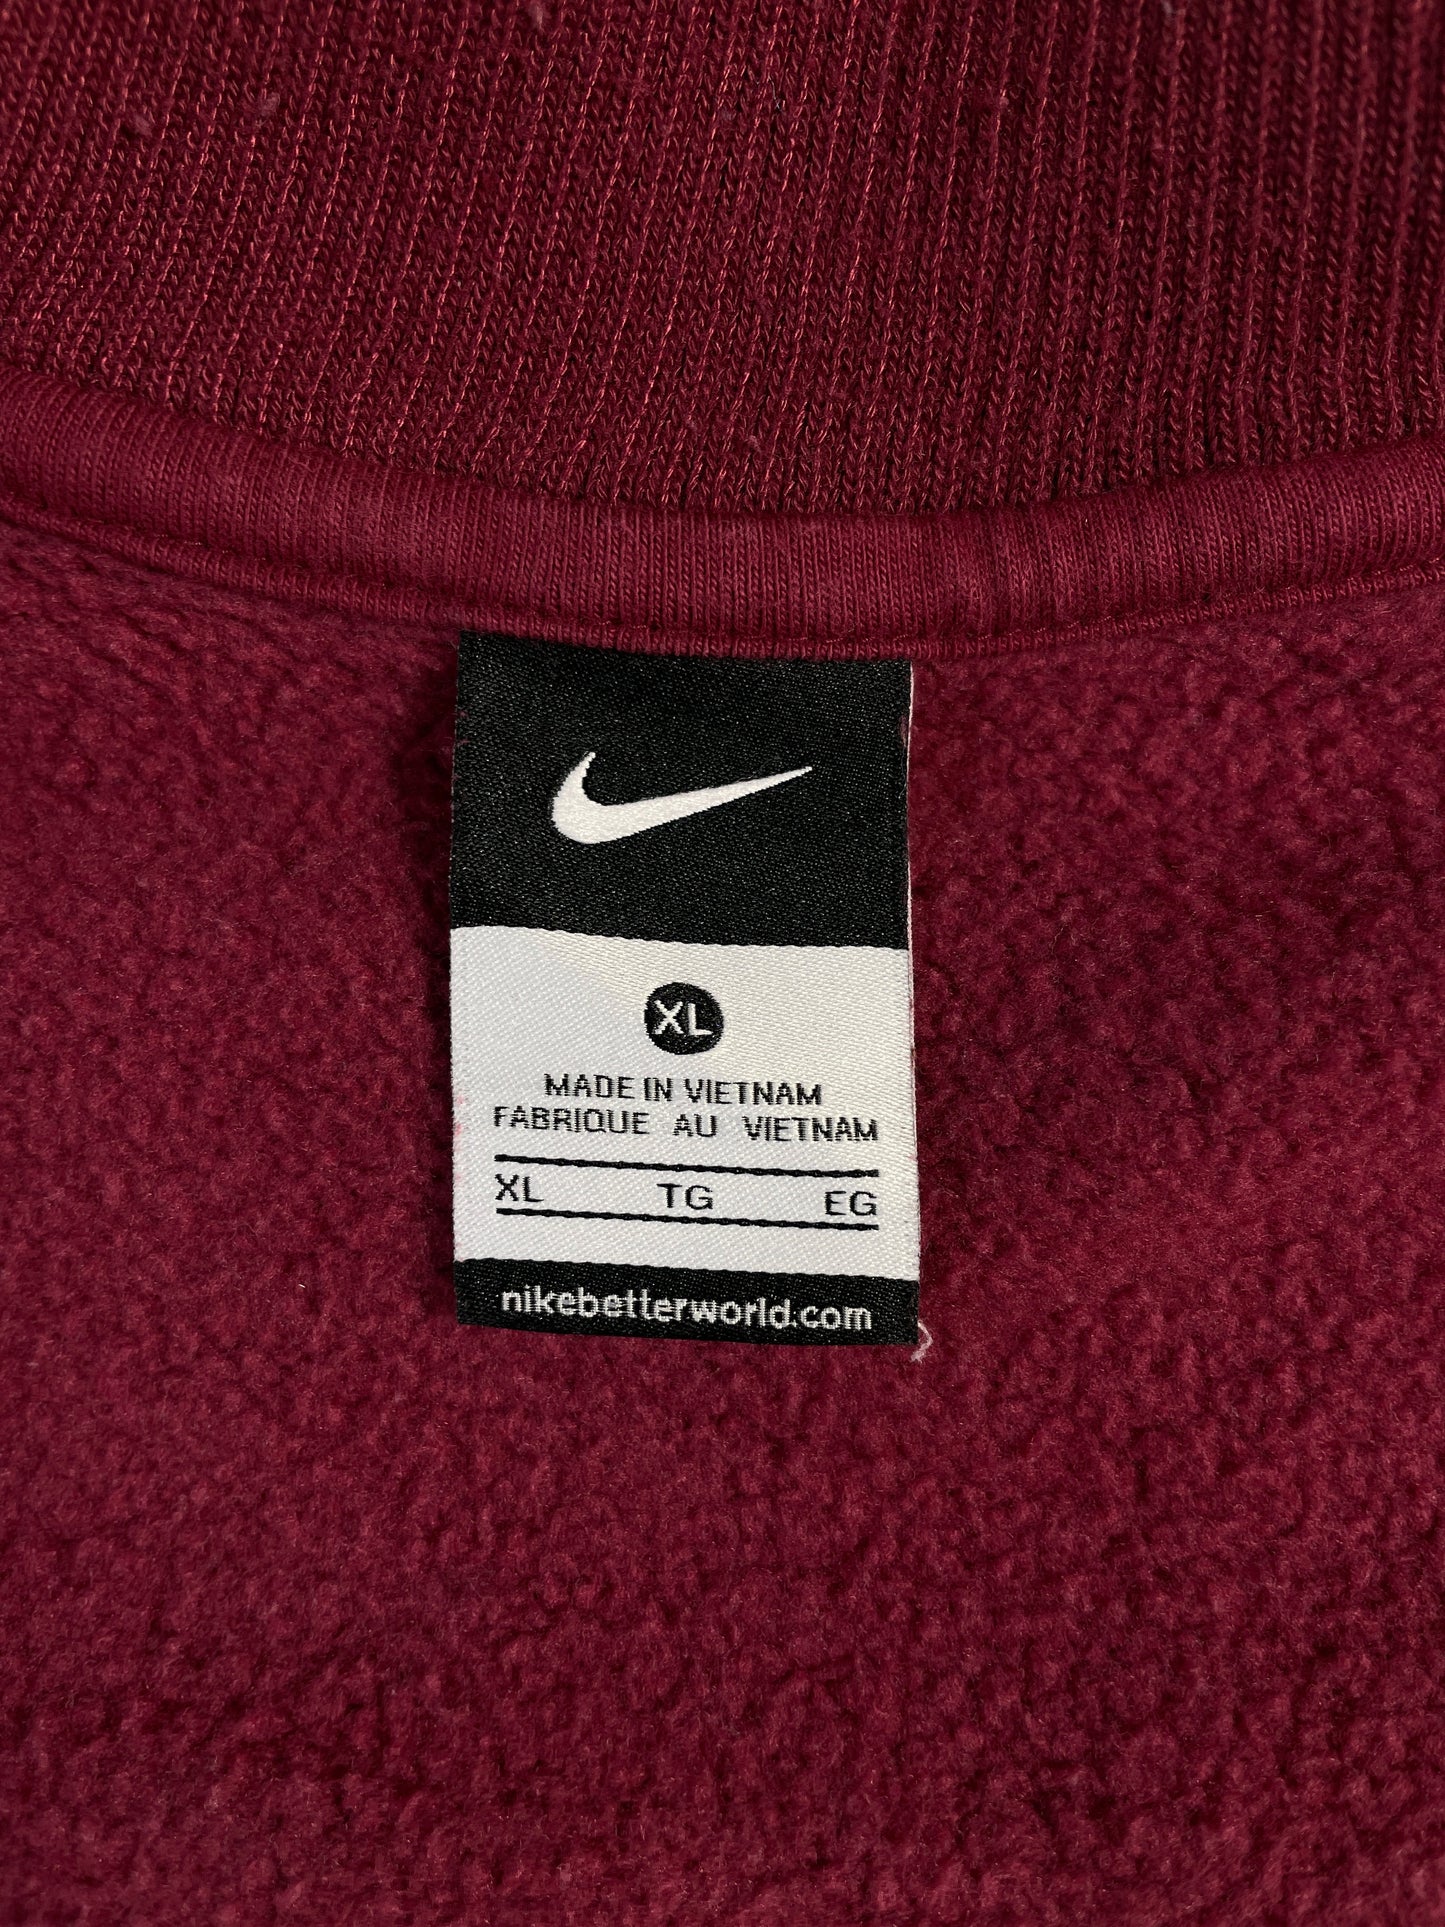 XL
MADE IN VIETNAM
FABRIQUE AU VIETNAM
XL TG EG
nikebetterworld.com